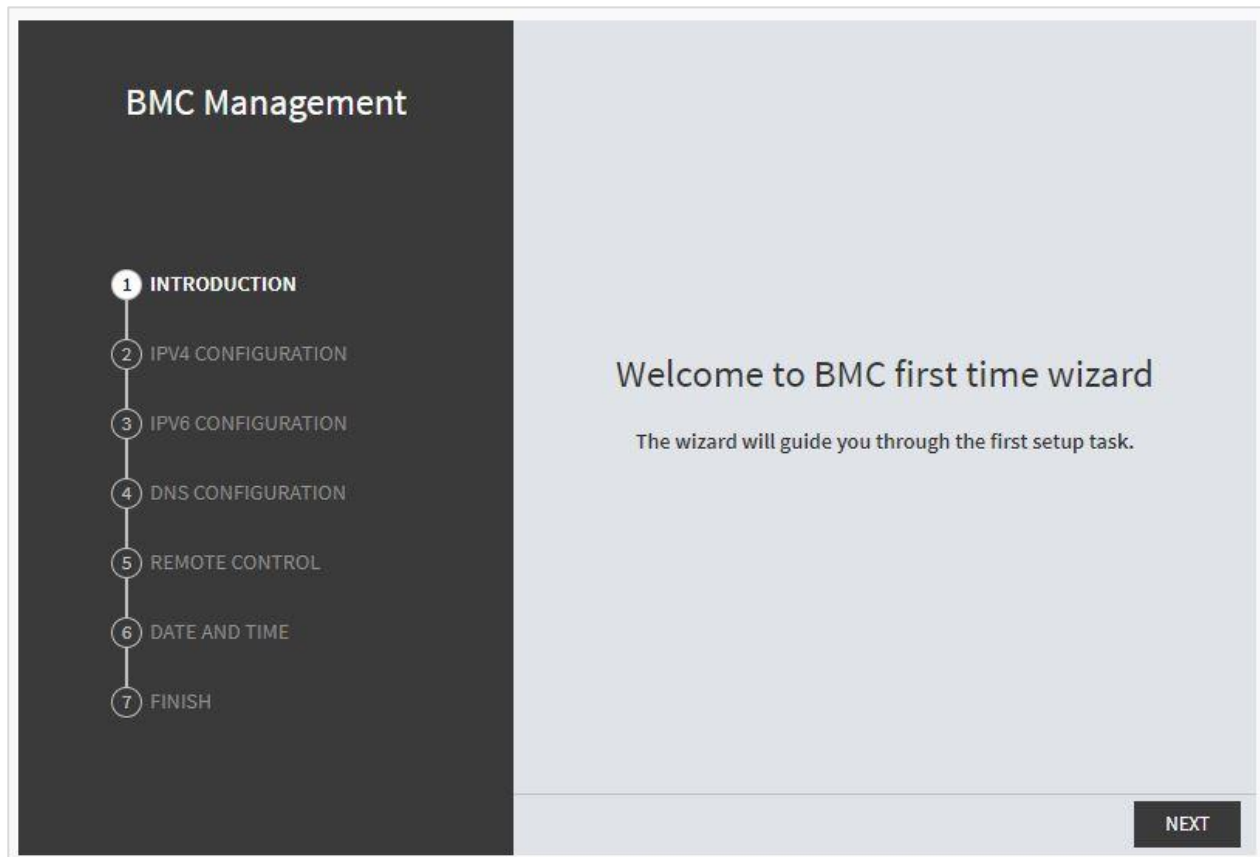 BMC Management
1 INTRODUCTION
2 IPV4 CONFIGURATION
3 IPV6 CONFIGURATION
4 DNS CONFIGURATION
5 REMOTE CONTROL
6 DATE AND TIME
7 FINISH
Welcome to BMC first time wizard
The wizard will guide you through the first setup task.
NEXT